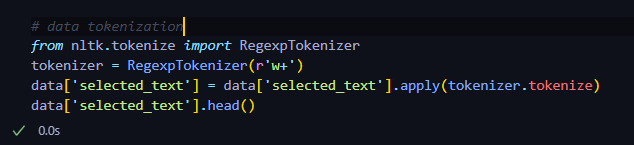 # data tokenization
from nltk.tokenize import RegexpTokenizer
tokenizer = RegexpTokenizer(r'w+')
data['selected_text'] = data['selected_text'].apply(tokenizer.tokenize)
data['selected_text'].head()
0.0s